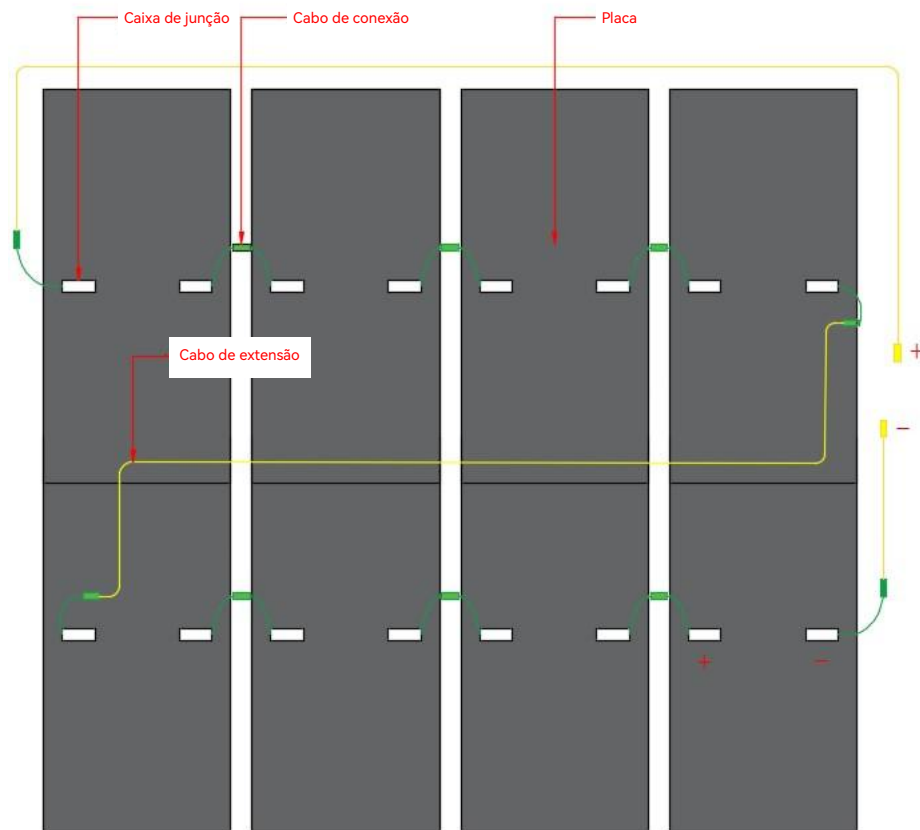 Caixa de junção
Cabo de conexão
Placa
Cabo de extensão
+
−
+ −